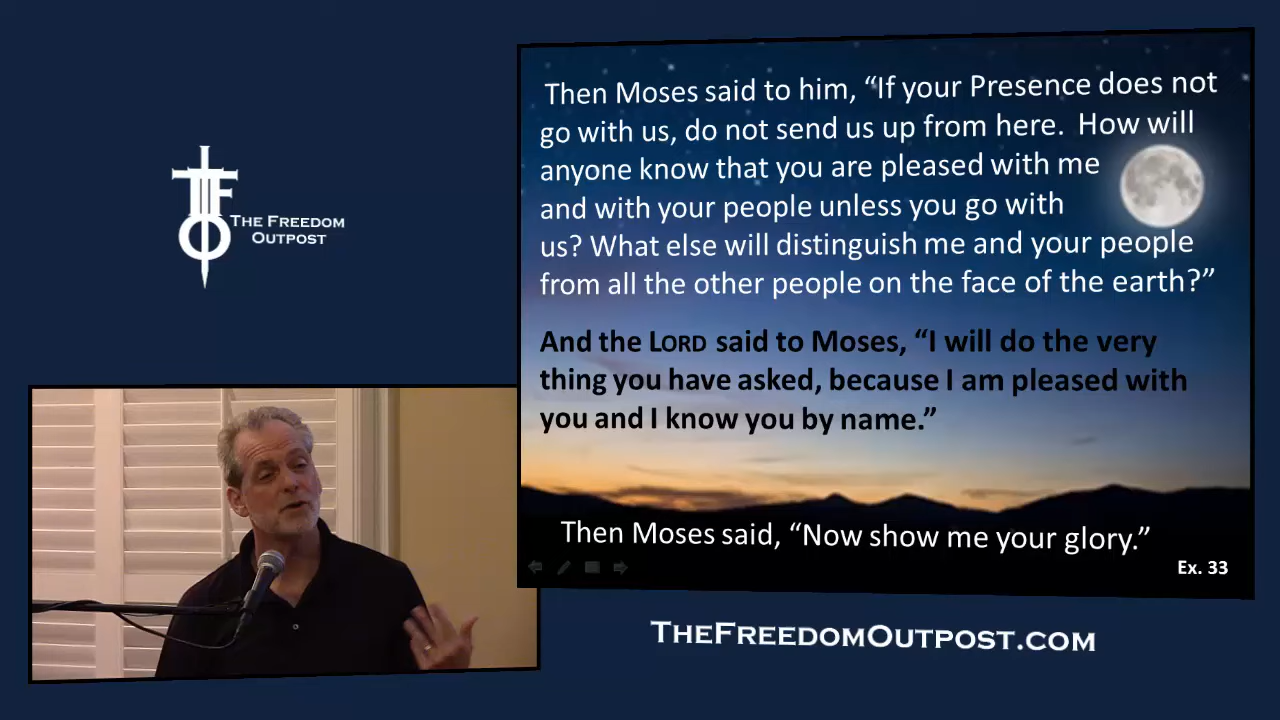 TFO
THE FREEDOM
OUTPOST
Then Moses said to him, “If your Presence does not
go with us, do not send us up from here. How will
anyone know that you are pleased with me
and with your people unless you go with
us? What else will distinguish me and your people
from all the other people on the face of the earth?”
And the LORD said to Moses, “I will do the very
thing you have asked, because I am pleased with
you and I know you by name.”
Then Moses said, “Now show me your glory.”
Ex. 33
THEFREEDOMOUTPOST.COM